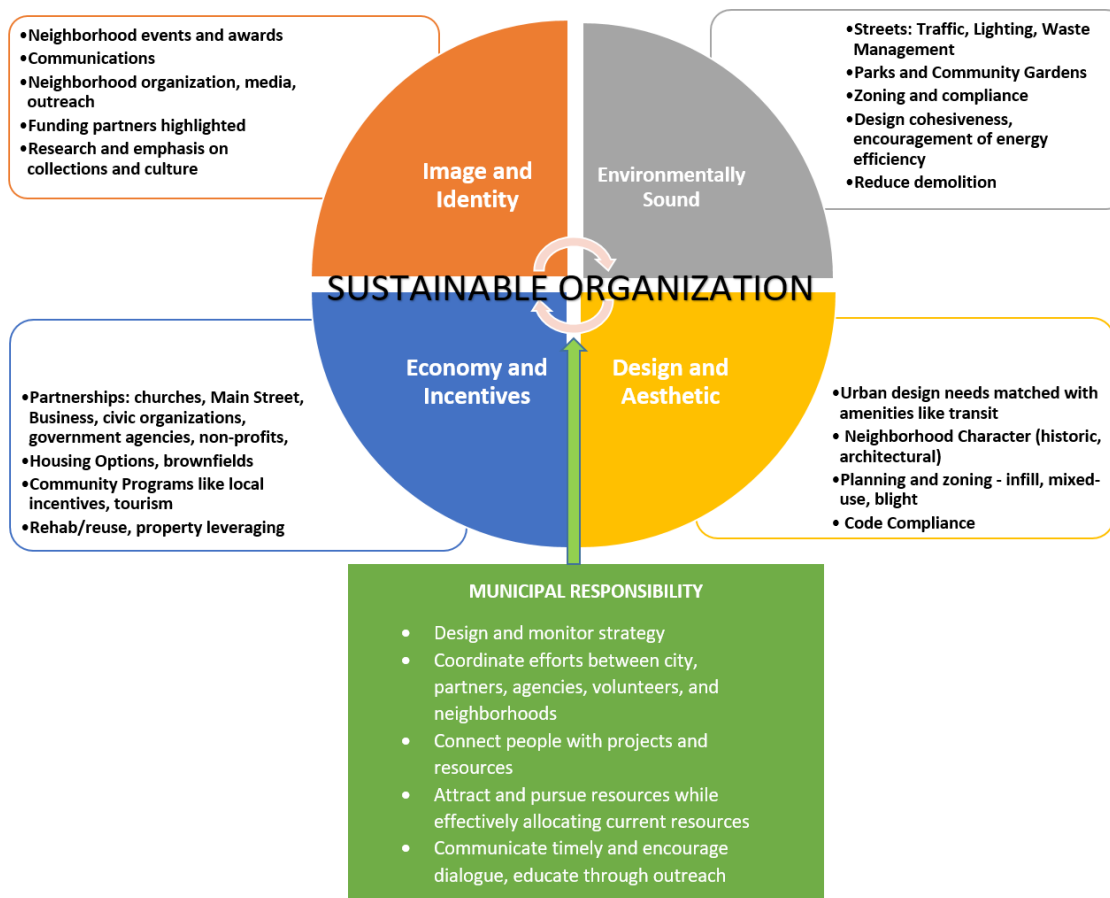 •Neighborhood events and awards
•Communications
•Neighborhood organization, media,
outreach
•Funding partners highlighted
•Research and emphasis on
collections and culture
•Streets: Traffic, Lighting, Waste
Management
•Parks and Community Gardens
•Zoning and compliance
•Design cohesiveness,
encouragement of energy
efficiency
•Reduce demolition
Image and
Identity
Environmentally
Sound
SUSTAINABLE ORGANIZATION
Economy and
Incentives
Design and
Aesthetic
•Partnerships: churches, Main Street,
Business, civic organizations,
government agencies, non-profits,
•Housing Options, brownfields
•Community Programs like local
incentives, tourism
•Rehab/reuse, property leveraging
•Urban design needs matched with
amenities like transit
• Neighborhood Character (historic,
architectural)
•Planning and zoning - infill, mixed-
use, blight
• Code Compliance
MUNICIPAL RESPONSIBILITY
• Design and monitor strategy
• Coordinate efforts between city,
partners, agencies, volunteers, and
neighborhoods
• Connect people with projects and
resources
• Attract and pursue resources while
effectively allocating current resources
• Communicate timely and encourage
dialogue, educate through outreach